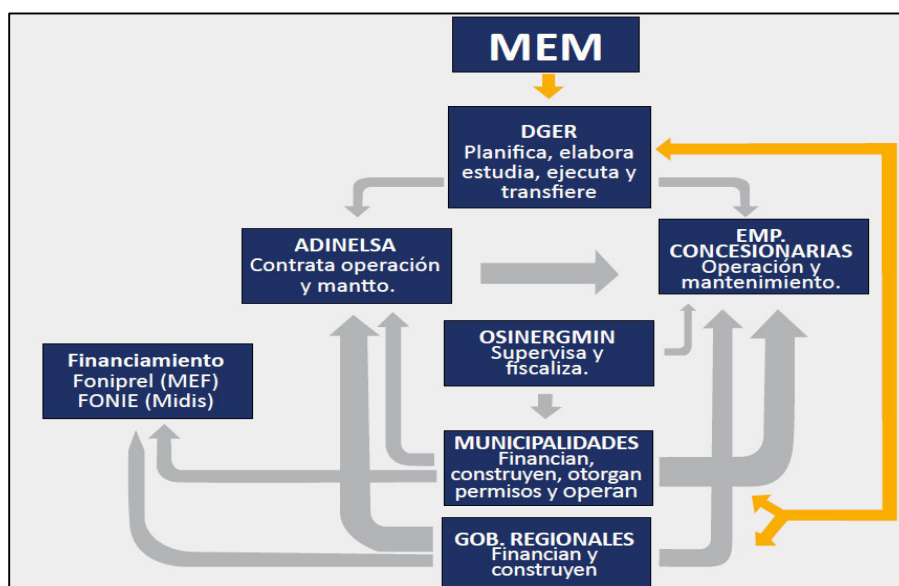 MEM
DGER
Planifica, elabora
estudia, ejecuta y
transfiere
ADINELSA
Contrata operación
y mantto.
EMP.
CONCESIONARIAS
Operación y
mantenimiento.
OSINERGMIN
Supervisa y
fiscaliza.
Financiamiento
Foniprel (MEF)
FONIE (Midis)
MUNICIPALIDADES
Financian,
construyen, otorgan
permisos y operan
GOB. REGIONALES
Financian y
construyen